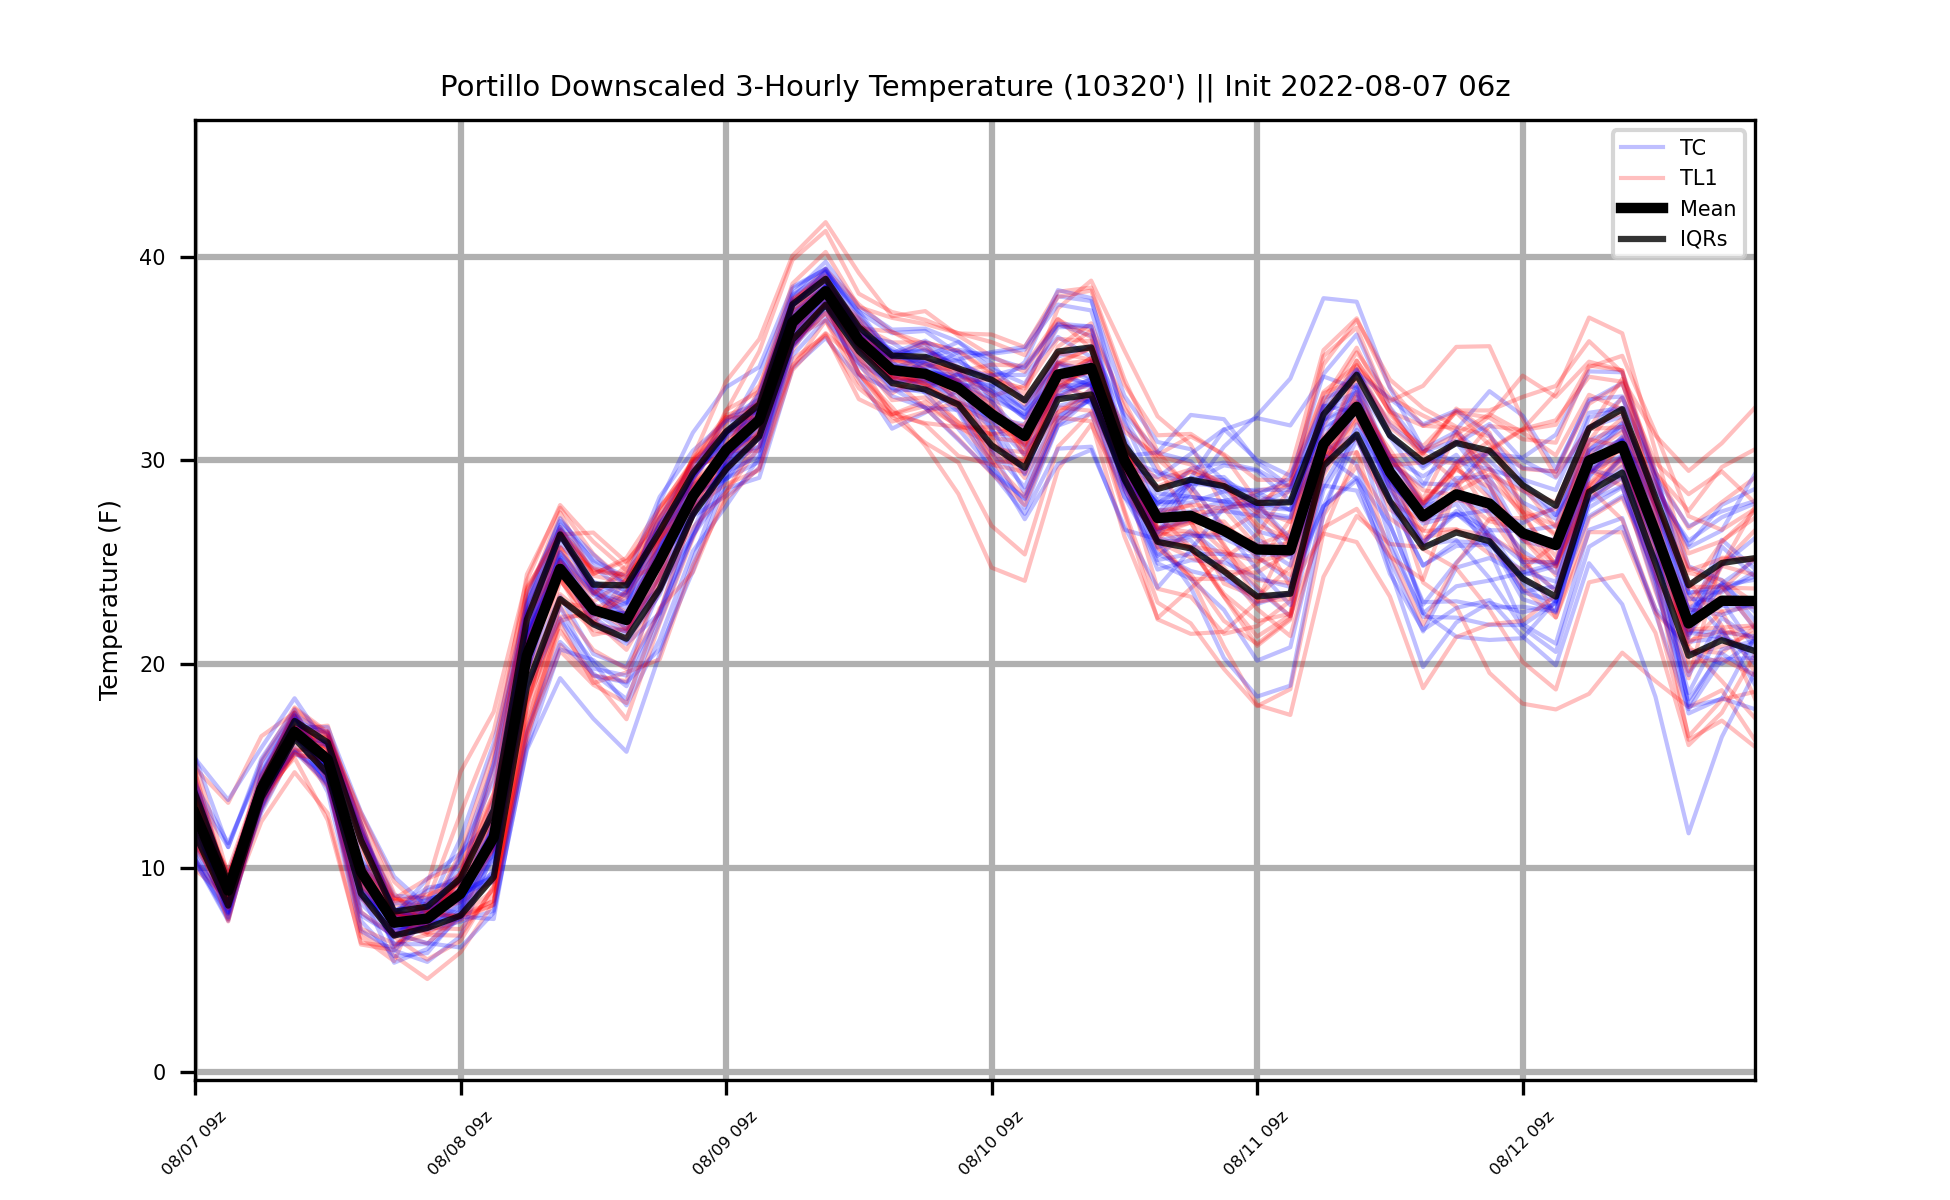 Portillo Downscaled 3-Hourly Temperature (10320') || Init 2022-08-07 06z
TC
TL1
Mean
IQRs
Temperature (F)
40
30
20
10
0
08/07 09z
08/08 09z
08/09 09z
08/10 09z
08/11 09z
08/12 09z